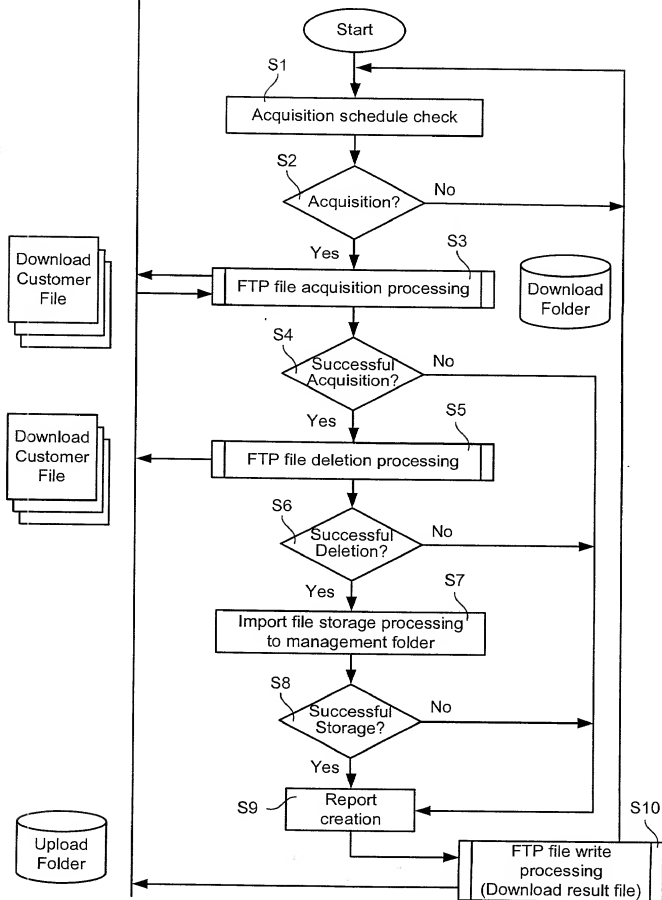 Start
S1
Acquisition schedule check
S2
Acquisition?
No
Yes
S3
Download
Customer
File
FTP file acquisition processing
Download
Folder
S4
Successful
Acquisition?
No
Yes
S5
Download
Customer
File
FTP file deletion processing
S6
Successful
Deletion?
No
Yes
S7
Import file storage processing
to management folder
S8
Successful
Storage?
No
Yes
S9
Report
creation
S10
Upload
Folder
FTP file write
processing
(Download result file)